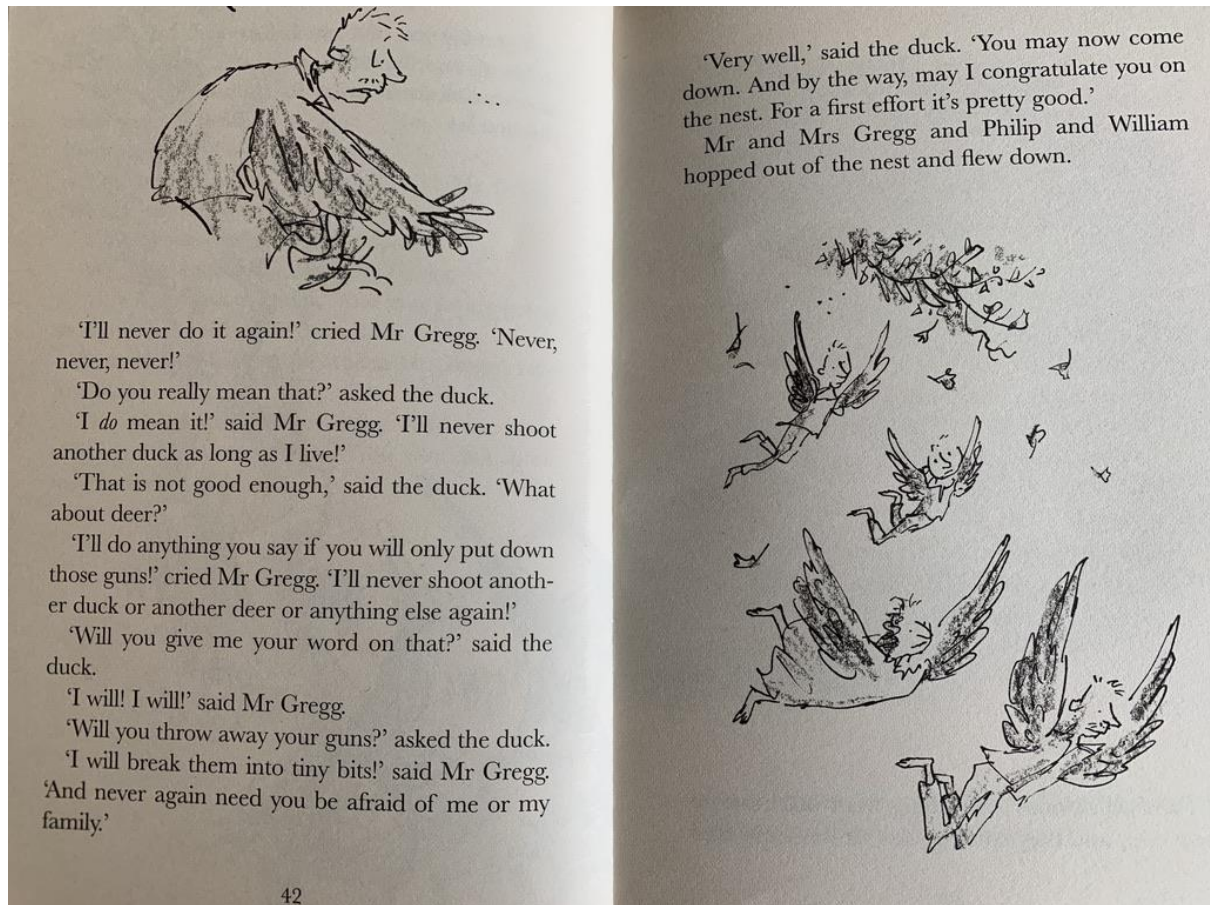 ‘I’ll never do it again!’ cried Mr Gregg. ‘Never,
never, never!’
‘Do you really mean that?’ asked the duck.
‘I do mean it!’ said Mr Gregg. ‘I’ll never shoot
another duck as long as I live!’
‘That is not good enough,’ said the duck. ‘What
about deer?’
‘I’ll do anything you say if you will only put down
those guns!’ cried Mr Gregg. ‘I’ll never shoot anoth-
er duck or another deer or anything else again!’
‘Will you give me your word on that?’ said the
duck.
‘I will! I will!’ said Mr Gregg.
‘Will you throw away your guns?’ asked the duck.
‘I will break them into tiny bits!’ said Mr Gregg.
‘And never again need you be afraid of me or my
family.’
42
‘Very well,’ said the duck. ‘You may now come
down. And by the way, may I congratulate you on
the nest. For a first effort it’s pretty good.’
Mr and Mrs Gregg and Philip and William
hopped out of the nest and flew down.